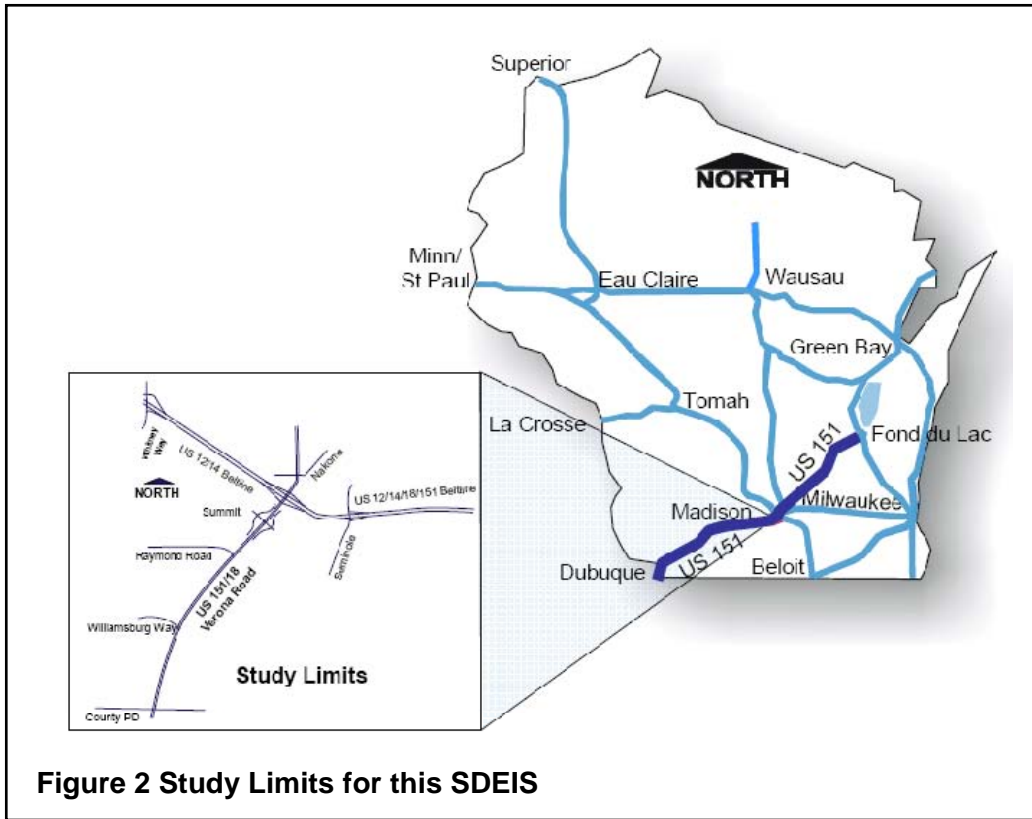 Superior
NORTH
Minn/
St Paul
Eau Claire
Wausau
Green Bay
Tomah
La Crosse
Fond du Lac
US 151
Milwaukee
Madison
US 151
Beloit
Dubuque
Whitney
Way
US 12/14 Beltline
NORTH
Nakoma
US 12/14/18/151 Beltline
Summit
Seminole
Raymond Road
US 151/18
Verona Road
Williamsburg Way
Study Limits
County PD
Figure 2 Study Limits for this SDEIS